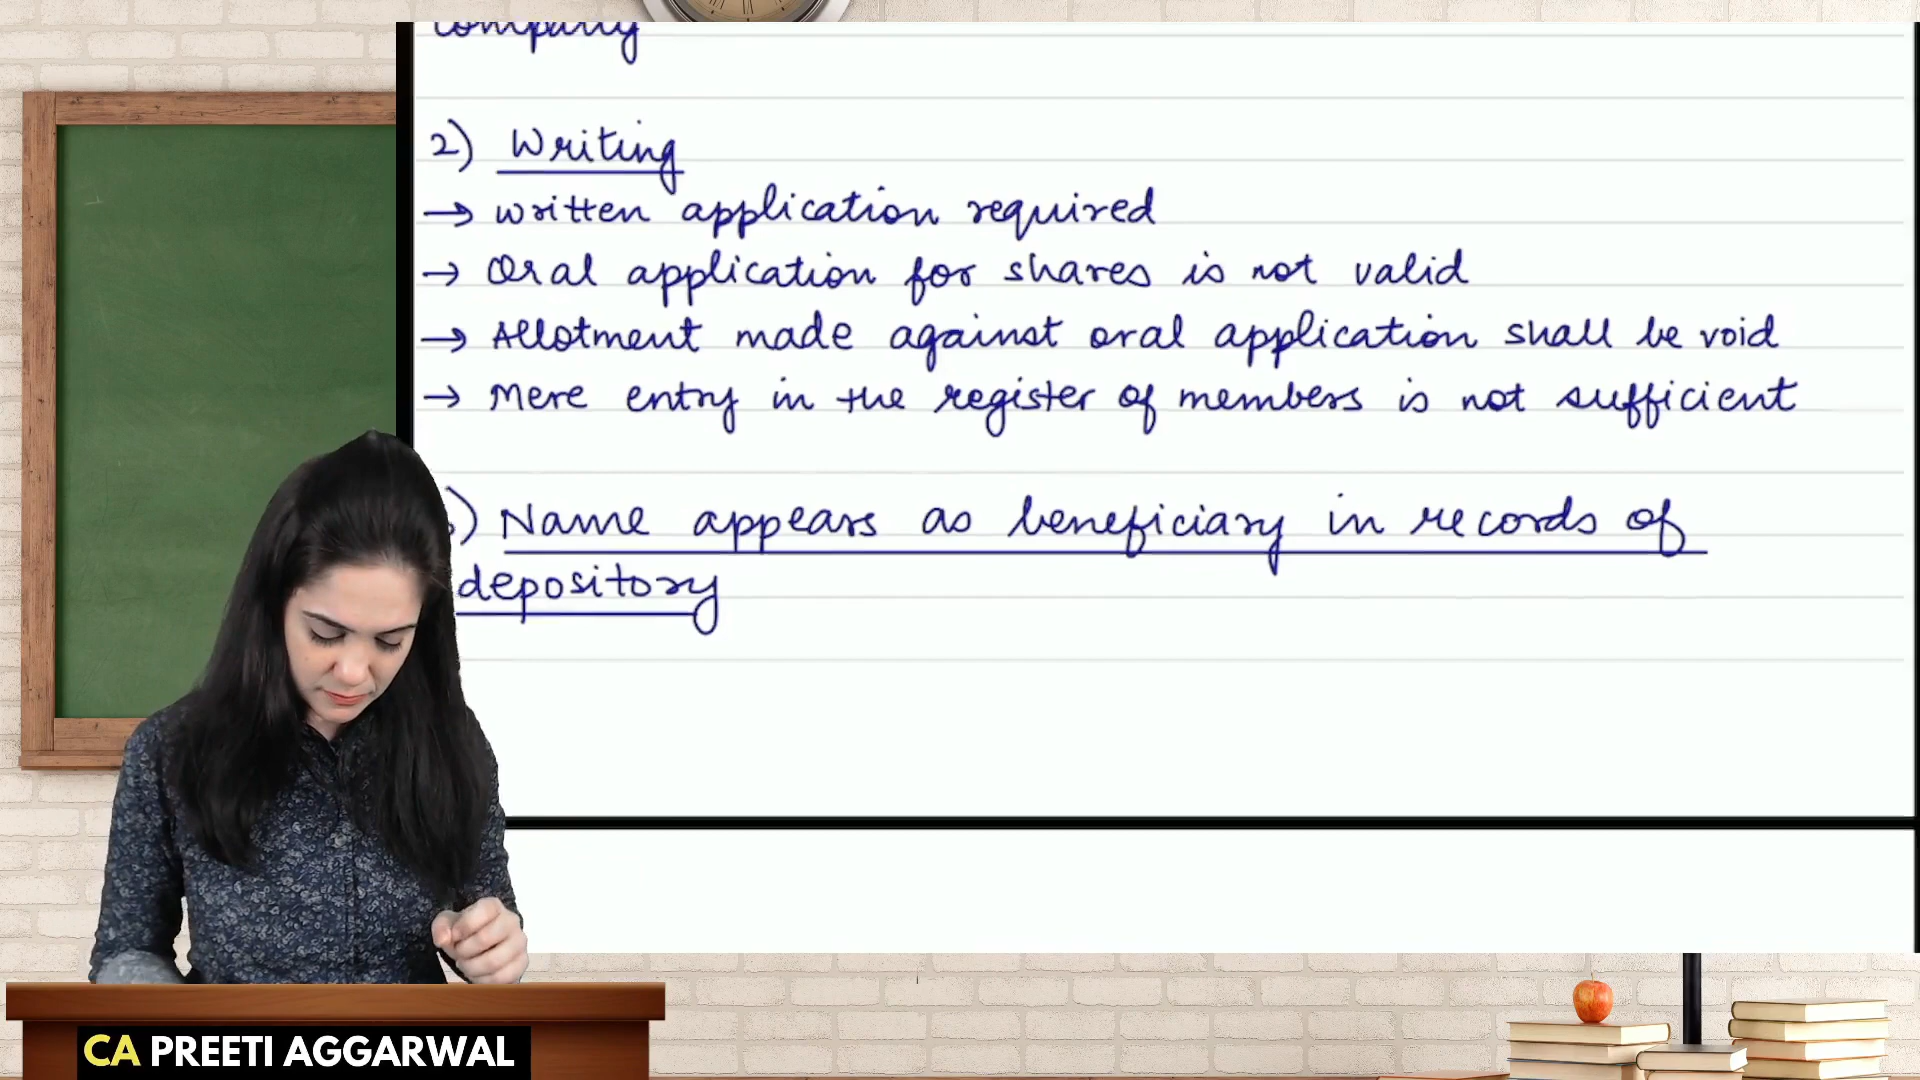 company
2) Writing
→ written application required
→ Oral application for shares is not valid
→ Allotment made against oral application shall be void
→ Mere entry in the register of members is not sufficient
) Name appears as beneficiary in records of
depository
CA PREETI AGGARWAL